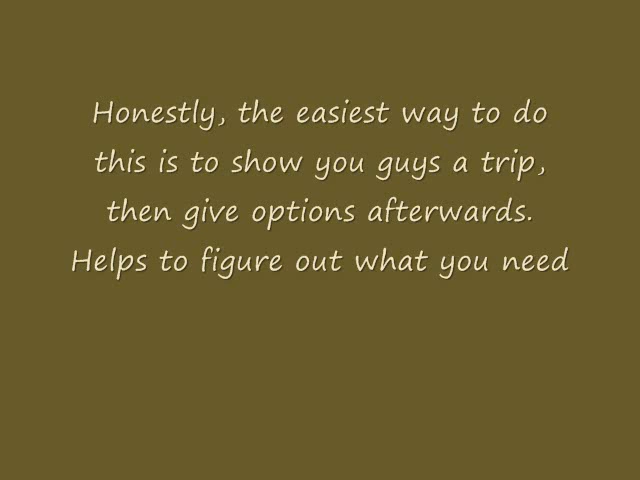 Honestly, the easiest way to do
this is to show you guys a trip,
then give options afterwards.
Helps to figure out what you need